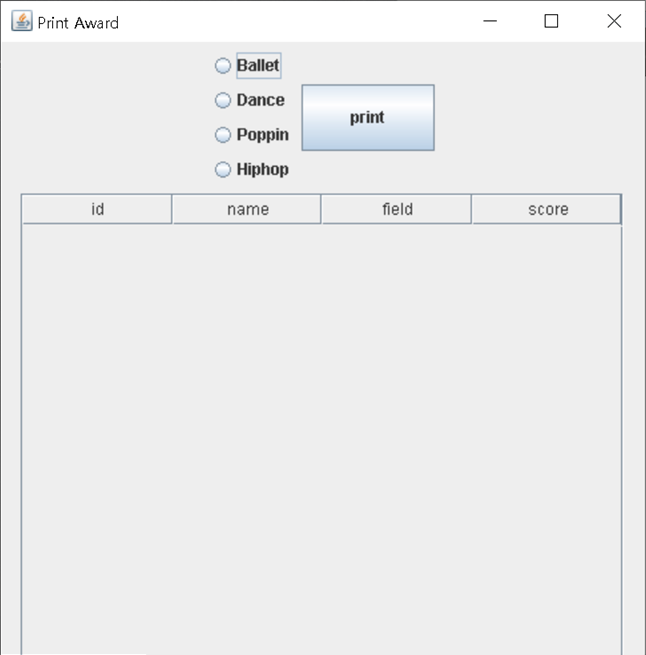 Print Award
Ballet
Dance
Poppin
Hiphop
print
id name field score